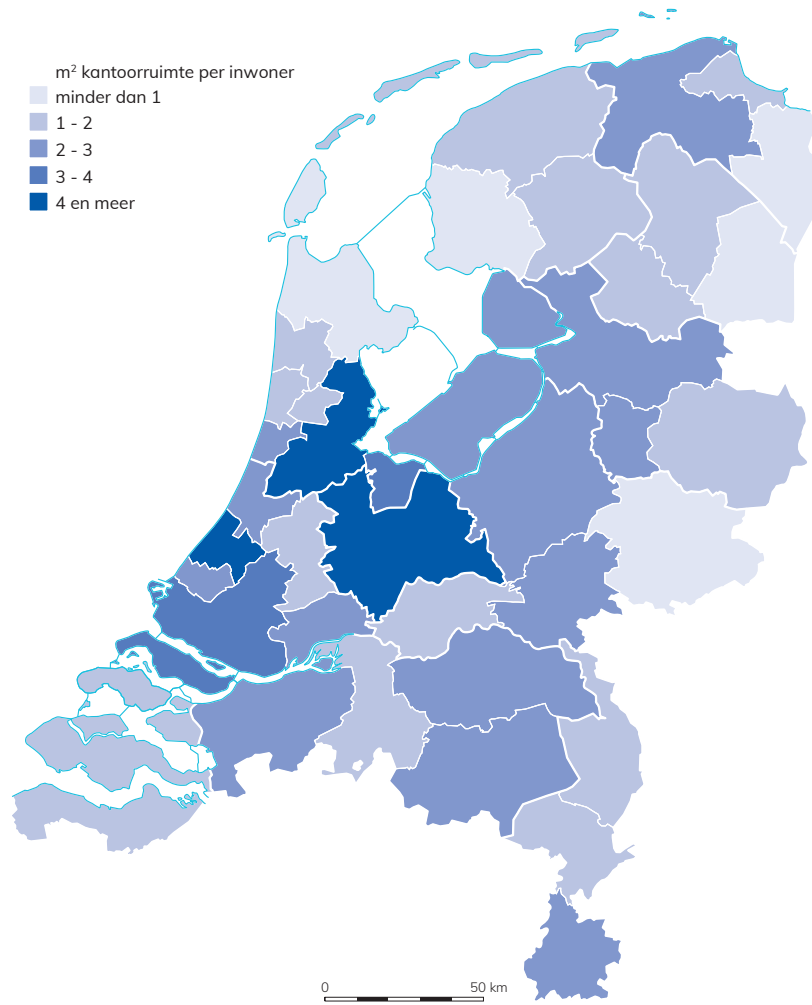 m² kantoorruimte per inwoner
minder dan 1
1 - 2
2 - 3
3 - 4
4 en meer
0 50 km